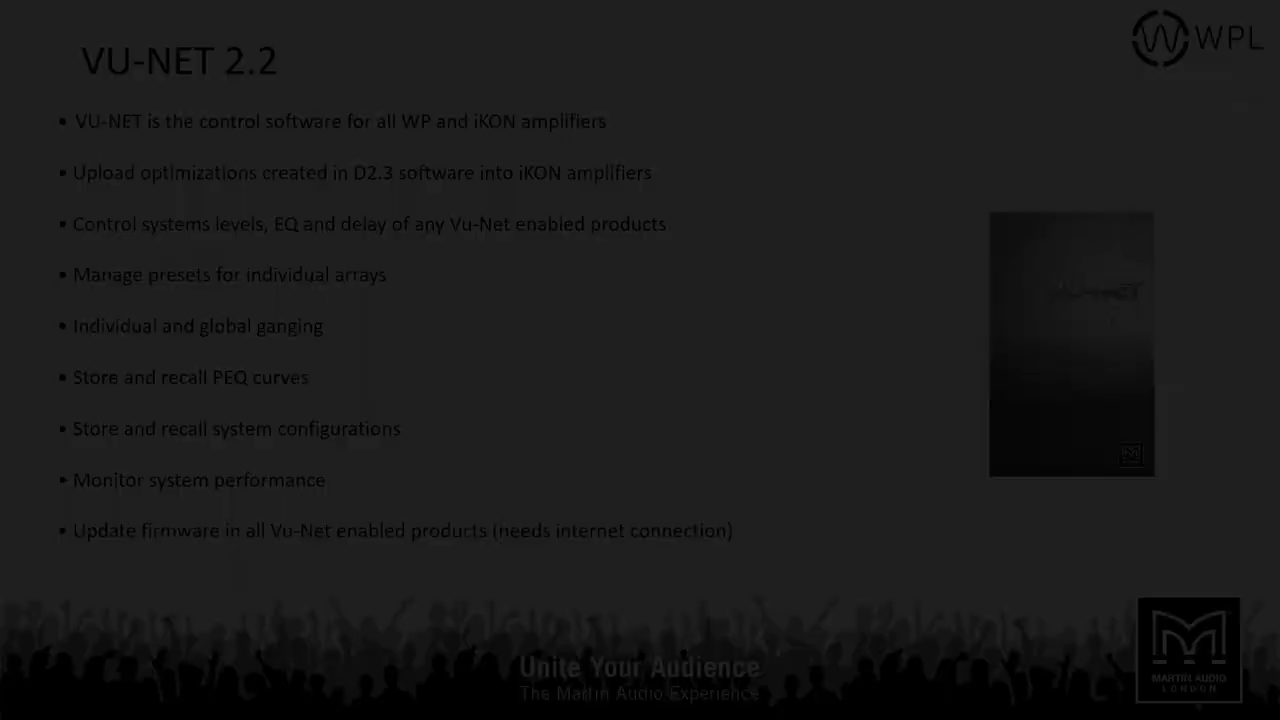 VU-NET 2.2
WPL
• VU-NET is the control software for all WP and iKON amplifiers
• Upload optimizations created in D2.3 software into iKON amplifiers
• Control systems levels, EQ and delay of any Vu-Net enabled products
• Manage presets for individual arrays
• Individual and global ganging
• Store and recall PEQ curves
• Store and recall system configurations
• Monitor system performance
• Update firmware in all Vu-Net enabled products (needs internet connection)
VU-NET
Unite Your Audience
The Martin Audio Experience
MARTIN AUDIO
LONDON